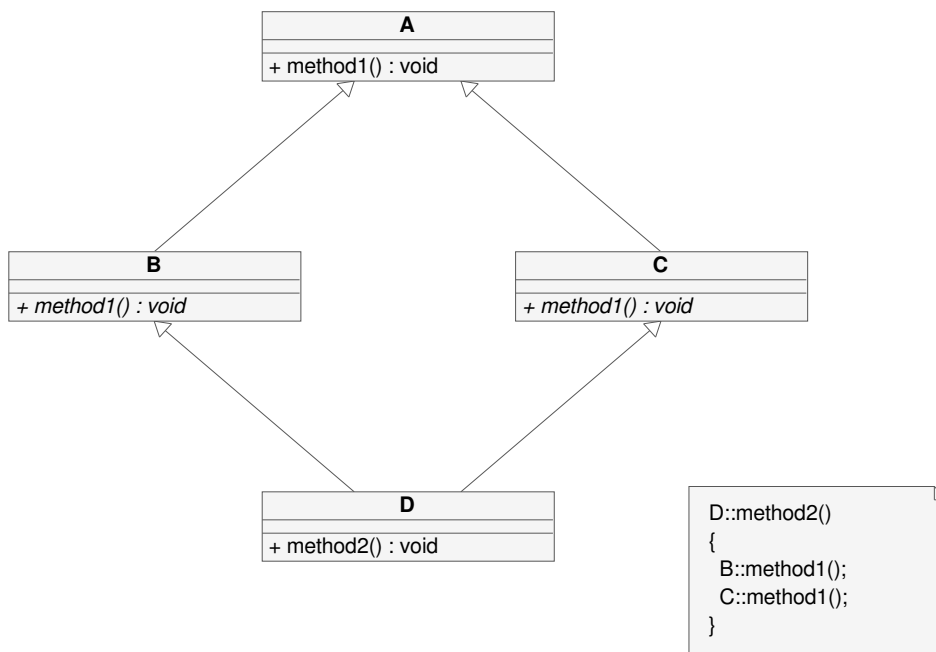 A
+ method1() : void
B
+ method1() : void
C
+ method1() : void
D
+ method2() : void
D::method2()
{
B::method1();
C::method1();
}